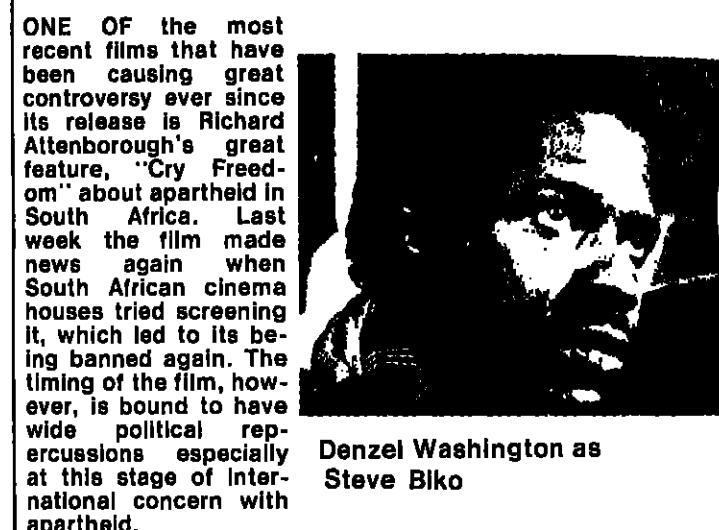 ONE OF the most
recent films that have
been causing great
controversy ever since
its release is Richard
Attenborough's great
feature, "Cry Freed-
om" about apartheid in
South Africa. Last
week the film made
news again when
South African cinema
houses tried screening
it, which led to its be-
ing banned again. The
timing of the film, how-
ever, is bound to have
wide political rep-
ercussions especially
at this stage of inter-
national concern with
apartheid.
Denzel Washington as
Steve Biko